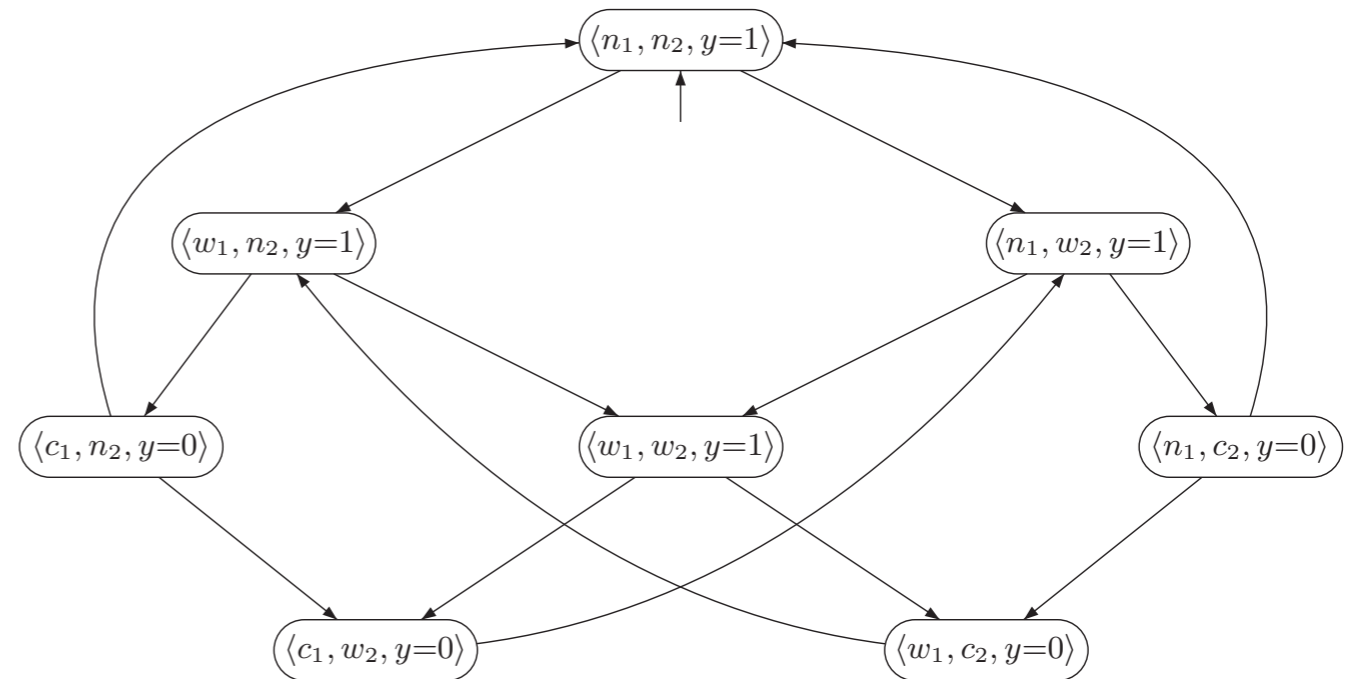 ⟨n₁, n₂, y=1⟩
⟨w₁, n₂, y=1⟩
⟨n₁, w₂, y=1⟩
⟨c₁, n₂, y=0⟩
⟨w₁, w₂, y=1⟩
⟨n₁, c₂, y=0⟩
⟨c₁, w₂, y=0⟩
⟨w₁, c₂, y=0⟩